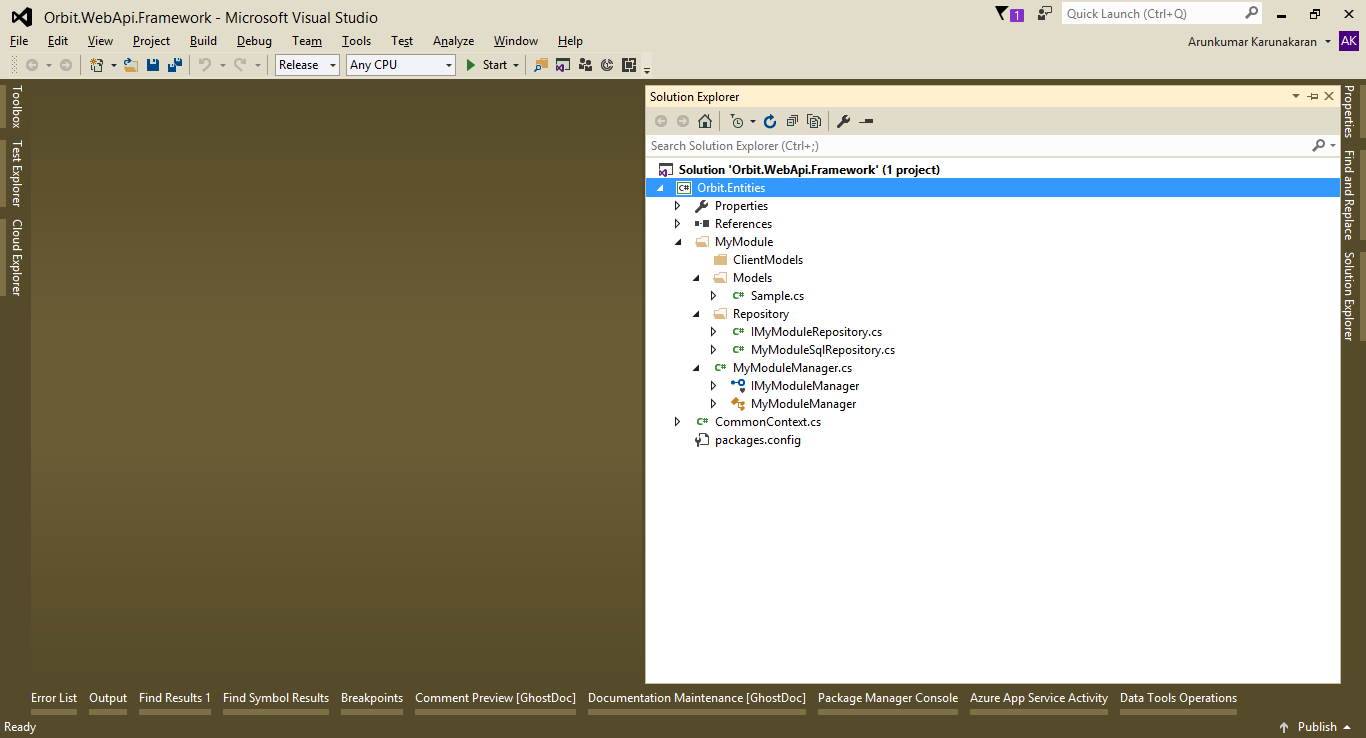 Orbit.WebApi.Framework - Microsoft Visual Studio
1
Quick Launch (Ctrl+Q)
File Edit View Project Build Debug Team Tools Test Analyze Window Help
Arunkumar Karunakaran AK
Release Any CPU Start
Toolbox
Test Explorer
Cloud Explorer
Solution Explorer
Search Solution Explorer (Ctrl+;)
Solution 'Orbit.WebApi.Framework' (1 project)
C# Orbit.Entities
Properties
References
MyModule
ClientModels
Models
C# Sample.cs
Repository
C# IMyModuleRepository.cs
C# MyModuleSqlRepository.cs
C# MyModuleManager.cs
IMyModuleManager
MyModuleManager
C# CommonContext.cs
packages.config
Properties
Find and Replace
Solution Explorer
Error List Output Find Results 1 Find Symbol Results Breakpoints Comment Preview [GhostDoc] Documentation Maintenance [GhostDoc] Package Manager Console Azure App Service Activity Data Tools Operations
Ready
Publish